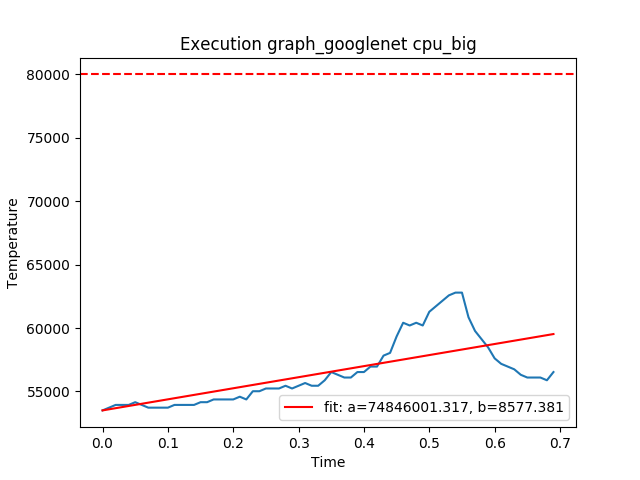 Execution graph_googlenet cpu_big
80000
75000
70000
65000
60000
55000
Temperature
fit: a=74846001.317, b=8577.381
0.0 0.1 0.2 0.3 0.4 0.5 0.6 0.7
Time